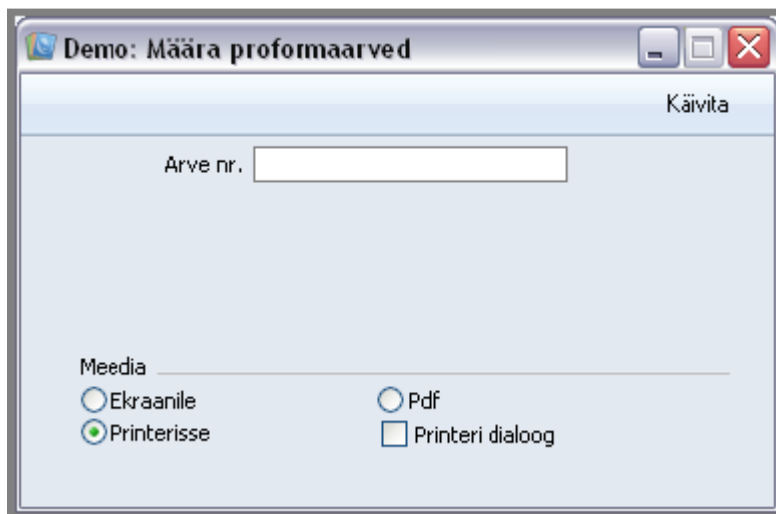 Demo: Määra proformaarved
Käivita
Arve nr.
Meedia
Ekraanile
Pdf
Printerisse
Printeri dialoog